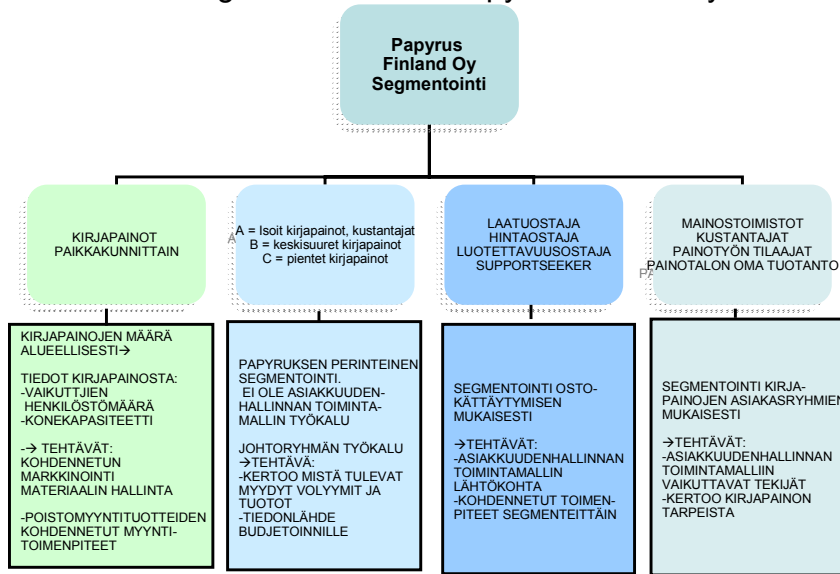 Papyrus
Finland Oy
Segmentointi
KIRJAPAINOT
PAIKKAKUNNITTAIN
A = Isoit kirjapainot, kustantajat
B = keskisuuret kirjapainot
C = pientet kirjapainot
LAATUOSTAJA
HINTAOSTAJA
LUOTETTAVUUSOSTAJA
SUPPORTSEEKER
MAINOSTOIMISTOT
KUSTANTAJAT
PAINOTYÖN TILAAJAT
PAINOTALON OMA TUOTANTO
KIRJAPAINOJEN MÄÄRÄ
ALUEELLISESTI→
TIEDOT KIRJAPAINOSTA:
-VAIKUTTJIEN
HENKILÖSTÖMÄÄRÄ
-KONEKAPASITEETTI
-→ TEHTÄVÄT:
KOHDENNETUN
MARKKINOINTI
MATERIAALIN HALLINTA
-POISTOMYYNTITUOTTEIDEN
KOHDENNETUT MYYNTI-
TOIMENPITEET
PAPYRUKSEN PERINTEINEN
SEGMENTOINTI.
EI OLE ASIAKKUUDEN-
HALLINNAN TOIMINTA-
MALLIN TYÖKALU
JOHTORYHMÄN TYÖKALU
→TEHTÄVÄ:
-KERTOO MISTÄ TULEVAT
MYYDYT VOLYYMIT JA
TUOTOT
-TIEDONLÄHDE
BUDJETOINNILLE
SEGMENTOINTI OSTO-
KÄTTÄYTYMISEN
MUKAISESTI
→TEHTÄVÄT:
-ASIAKKUUDENHALLINNAN
TOIMINTAMALLIN
LÄHTÖKOHTA
-KOHDENNETUT TOIMEN-
PITEET SEGMENTEITTÄIN
SEGMENTOINTI KIRJA-
PAINOJEN ASIAKASRYHMIEN
MUKAISESTI
→TEHTÄVÄT:
-ASIAKKUUDENHALLINNAN
TOIMINTAMALLIIN
VAIKUTTAVAT TEKIJÄT
-KERTOO KIRJAPAINON
TARPEISTA